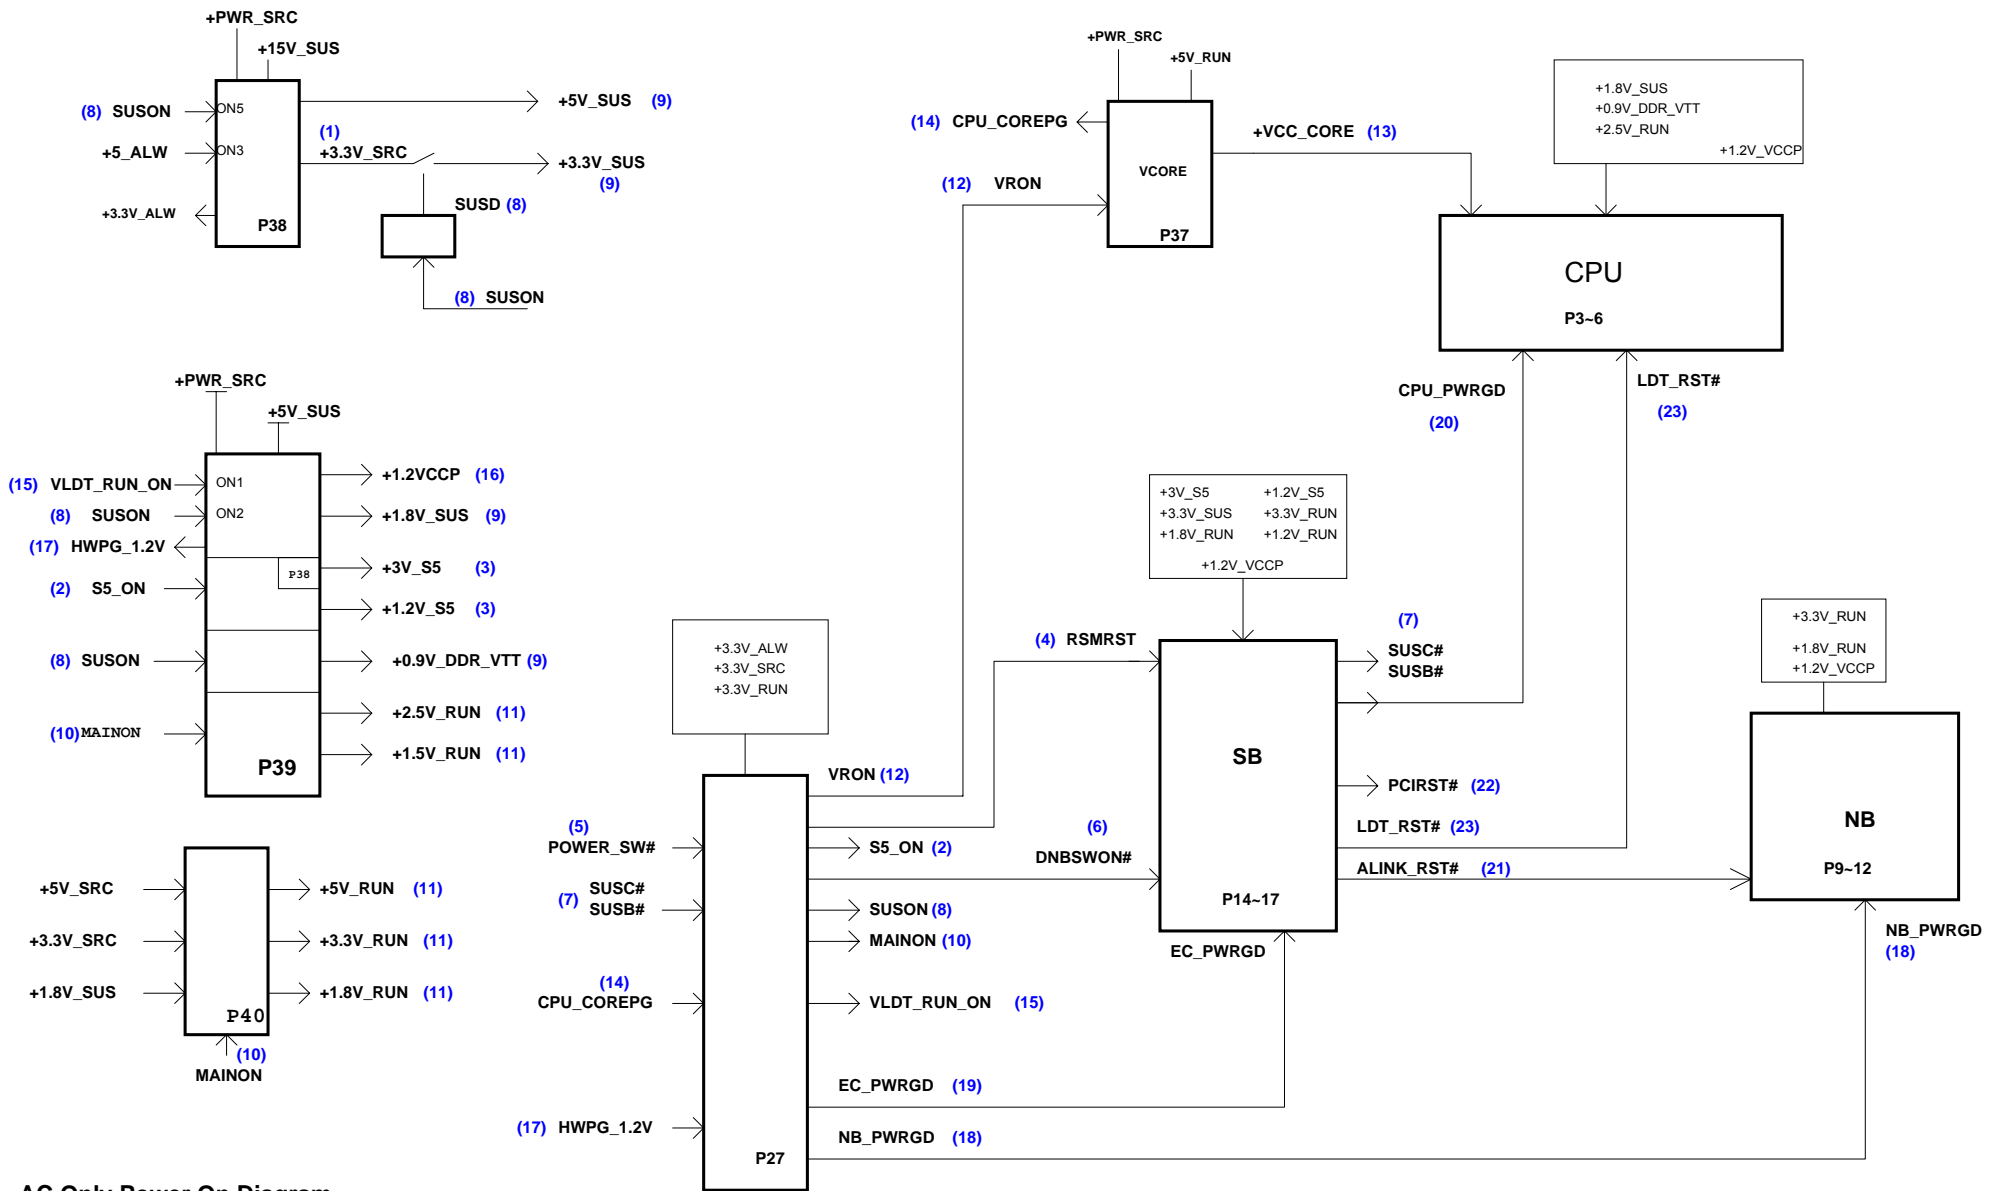 +PWR_SRC
+15V_SUS
(8) SUSON
ON5
+5V_SUS (9)
(1)
+5_ALW
ON3
+3.3V_SRC
+3.3V_SUS
(9)
+3.3V_ALW
P38
SUSD (8)
(8) SUSON
+PWR_SRC
+5V_RUN
(14) CPU_COREPG
+VCC_CORE (13)
VCORE
(12) VRON
P37
+1.8V_SUS
+0.9V_DDR_VTT
+2.5V_RUN
+1.2V_VCCP
CPU
P3~6
CPU_PWRGD
(20)
LDT_RST#
(23)
+PWR_SRC
+5V_SUS
(15) VLDT_RUN_ON
ON1
+1.2VCCP (16)
(8) SUSON
ON2
+1.8V_SUS (9)
(17) HWPG_1.2V
P38
+3V_S5 (3)
(2) S5_ON
+1.2V_S5 (3)
(8) SUSON
+0.9V_DDR_VTT (9)
+2.5V_RUN (11)
(10) MAINON
+1.5V_RUN (11)
P39
+5V_SRC
+5V_RUN (11)
+3.3V_SRC
+3.3V_RUN (11)
+1.8V_SUS
+1.8V_RUN (11)
P40
(10)
MAINON
+3.3V_ALW
+3.3V_SRC
+3.3V_RUN
VRON (12)
(5)
POWER_SW#
S5_ON (2)
(7) SUSC#
SUSB#
SUSON (8)
MAINON (10)
(14)
CPU_COREPG
VLDT_RUN_ON (15)
EC_PWRGD (19)
(17) HWPG_1.2V
NB_PWRGD (18)
P27
+3V_S5 +1.2V_S5
+3.3V_SUS +3.3V_RUN
+1.8V_RUN +1.2V_RUN
+1.2V_VCCP
(4) RSMRST
(7)
SUSC#
SUSB#
SB
PCIRST# (22)
(6)
DNBSWON#
LDT_RST# (23)
ALINK_RST# (21)
P14~17
EC_PWRGD
+3.3V_RUN
+1.8V_RUN
+1.2V_VCCP
NB
P9~12
NB_PWRGD
(18)
AC Only Power On Diagram